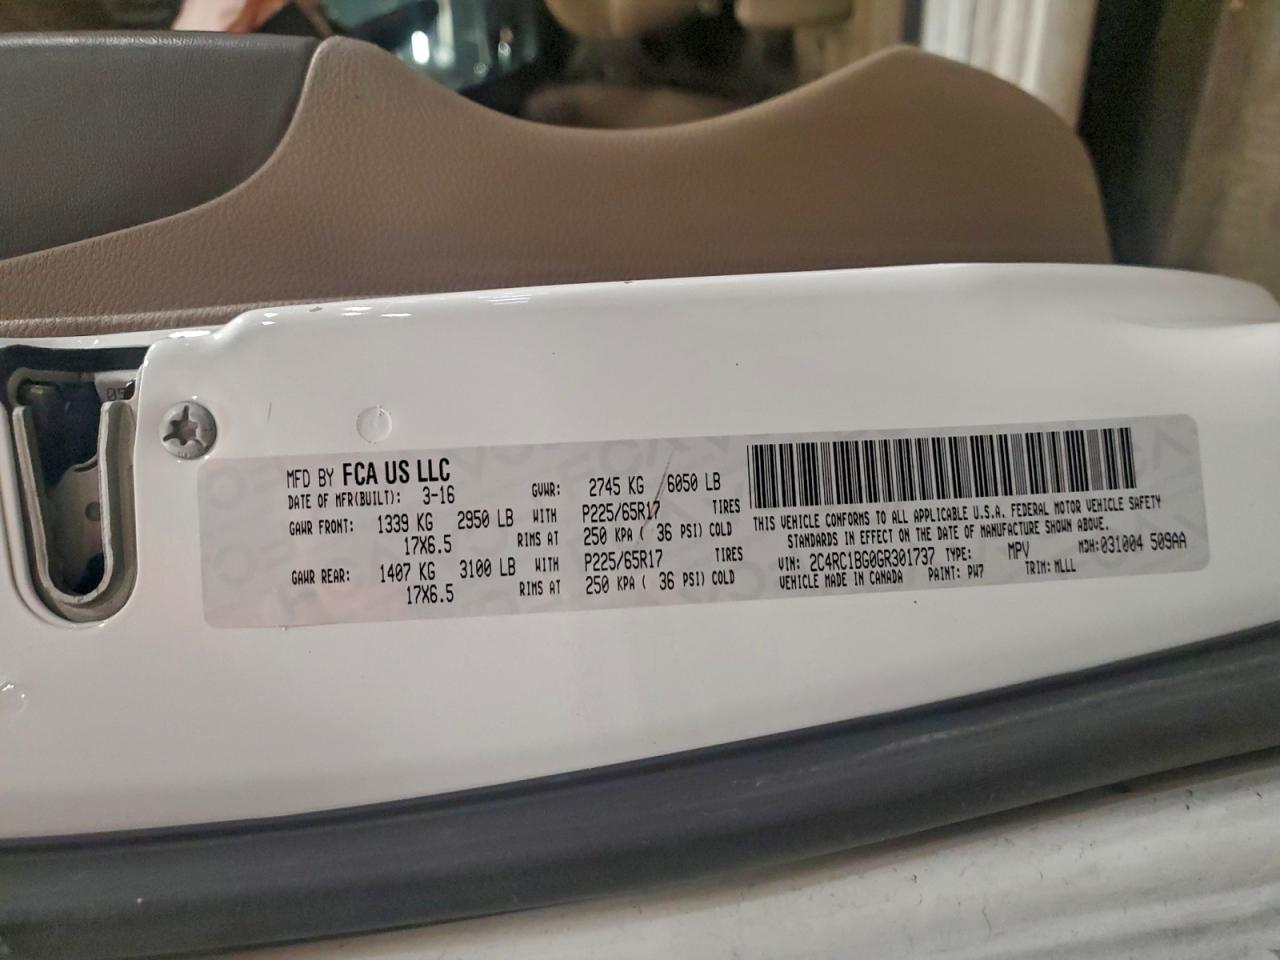 MFD BY FCA US LLC
DATE OF MFR(BUILT): 3-16 GVWR: 2745 KG 6050 LB
GAWR FRONT: 1339 KG 2950 LB WITH P225/65R17 TIRES
17X6.5 RIMS AT 250 KPA ( 36 PSI) COLD
GAWR REAR: 1407 KG 3100 LB WITH P225/65R17 TIRES
17X6.5 RIMS AT 250 KPA ( 36 PSI) COLD
THIS VEHICLE CONFORMS TO ALL APPLICABLE U.S.A. FEDERAL MOTOR VEHICLE SAFETY
STANDARDS IN EFFECT ON THE DATE OF MANUFACTURE SHOWN ABOVE.
VIN: 2C4RC1BG0GR301737 TYPE: MPV MDH:031004 509AA
VEHICLE MADE IN CANADA PAINT: PW7 TRIM: MLLL